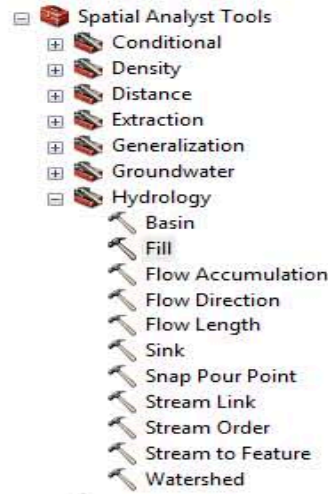 Spatial Analyst Tools
Conditional
Density
Distance
Extraction
Generalization
Groundwater
Hydrology
Basin
Fill
Flow Accumulation
Flow Direction
Flow Length
Sink
Snap Pour Point
Stream Link
Stream Order
Stream to Feature
Watershed